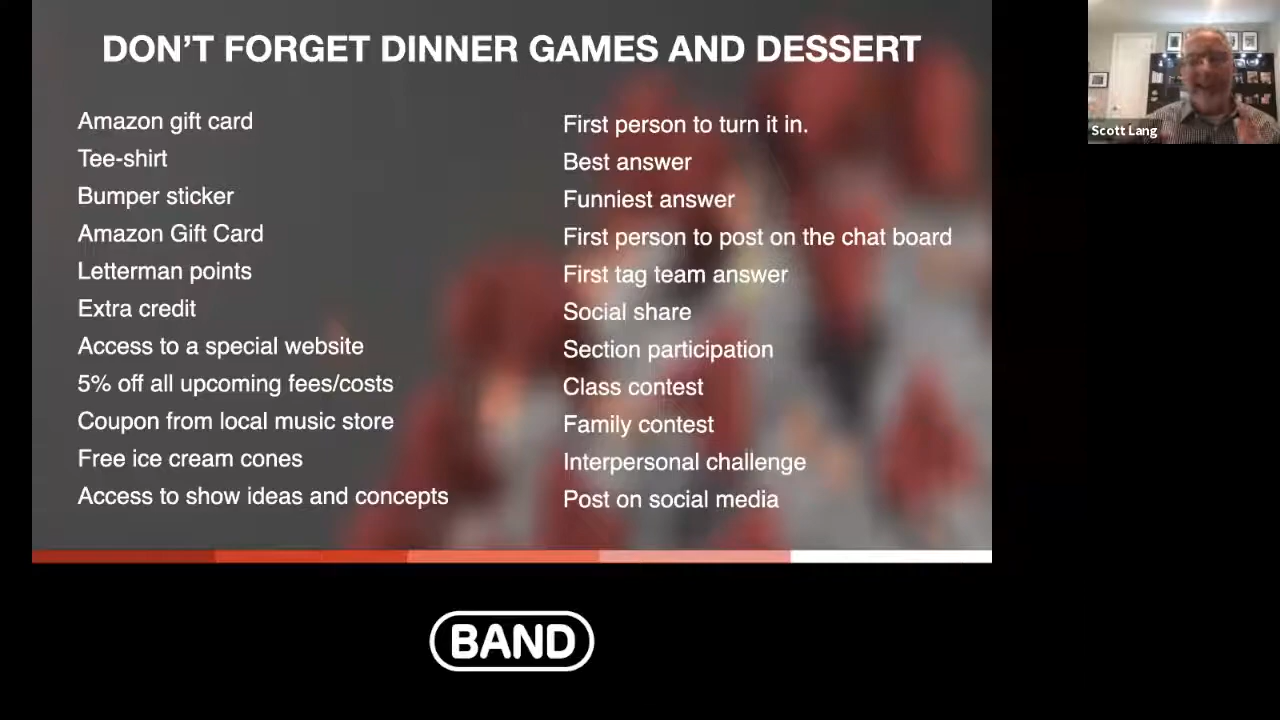 DON'T FORGET DINNER GAMES AND DESSERT
Amazon gift card
Tee-shirt
Bumper sticker
Amazon Gift Card
Letterman points
Extra credit
Access to a special website
5% off all upcoming fees/costs
Coupon from local music store
Free ice cream cones
Access to show ideas and concepts
First person to turn it in.
Best answer
Funniest answer
First person to post on the chat board
First tag team answer
Social share
Section participation
Class contest
Family contest
Interpersonal challenge
Post on social media
Scott Lang
BAND